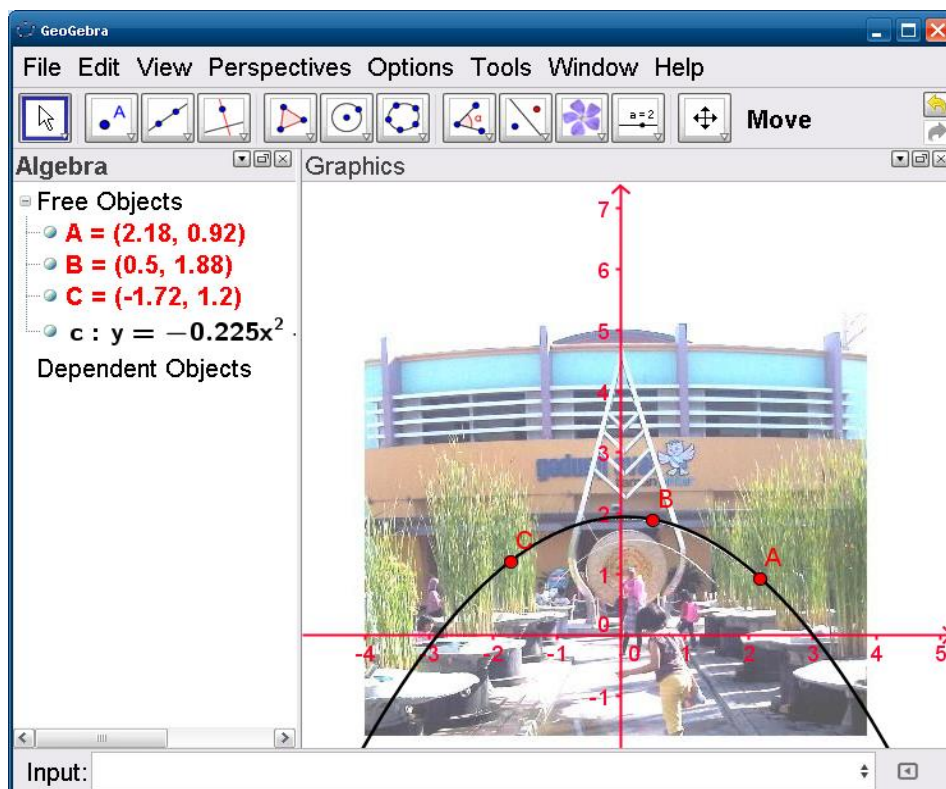 GeoGebra
File Edit View Perspectives Options Tools Window Help
A
α
a=2
Move
Algebra
Graphics
Free Objects
A = (2.18, 0.92)
B = (0.5, 1.88)
C = (-1.72, 1.2)
c : y = −0.225x²
Dependent Objects
7
6
5
4
3
2
1
0
-1
-4 -3 -2 -1 0 1 2 3 4 5
B
C
A
Input: